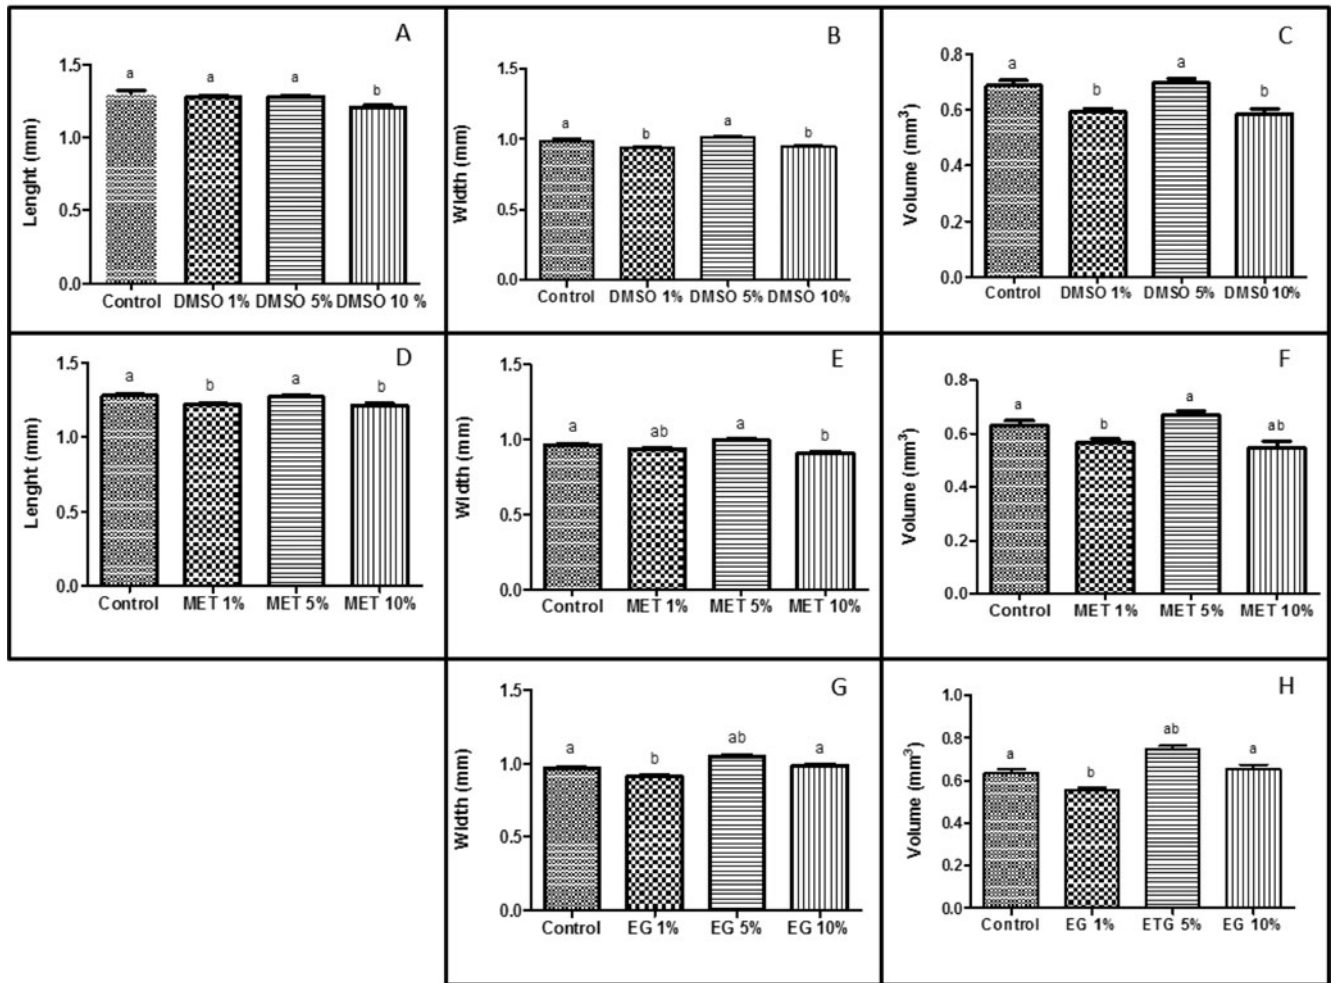 A
Lenght (mm)
1.5
1.0
0.5
0.0
a
a
a
b
Control DMSO 1% DMSO 5% DMSO 10 %
B
Width (mm)
1.5
1.0
0.5
0.0
a
b
a
b
Control DMSO 1% DMSO 5% DMSO 10%
C
Volume (mm³)
0.8
0.6
0.4
0.2
0.0
a
b
a
b
Control DMSO 1% DMSO 5% DMS0 10%
D
Lenght (mm)
1.5
1.0
0.5
0.0
a
b
a
b
Control MET 1% MET 5% MET 10%
E
Width (mm)
1.5
1.0
0.5
0.0
a
ab
a
b
Control MET 1% MET 5% MET 10%
F
Volume (mm³)
0.8
0.6
0.4
0.2
0.0
a
b
a
ab
Control MET 1% MET 5% MET 10%
G
Width (mm)
1.5
1.0
0.5
0.0
a
b
ab
a
Control EG 1% EG 5% EG 10%
H
Volume (mm³)
1.0
0.8
0.6
0.4
0.2
0.0
a
b
ab
a
Control EG 1% ETG 5% EG 10%